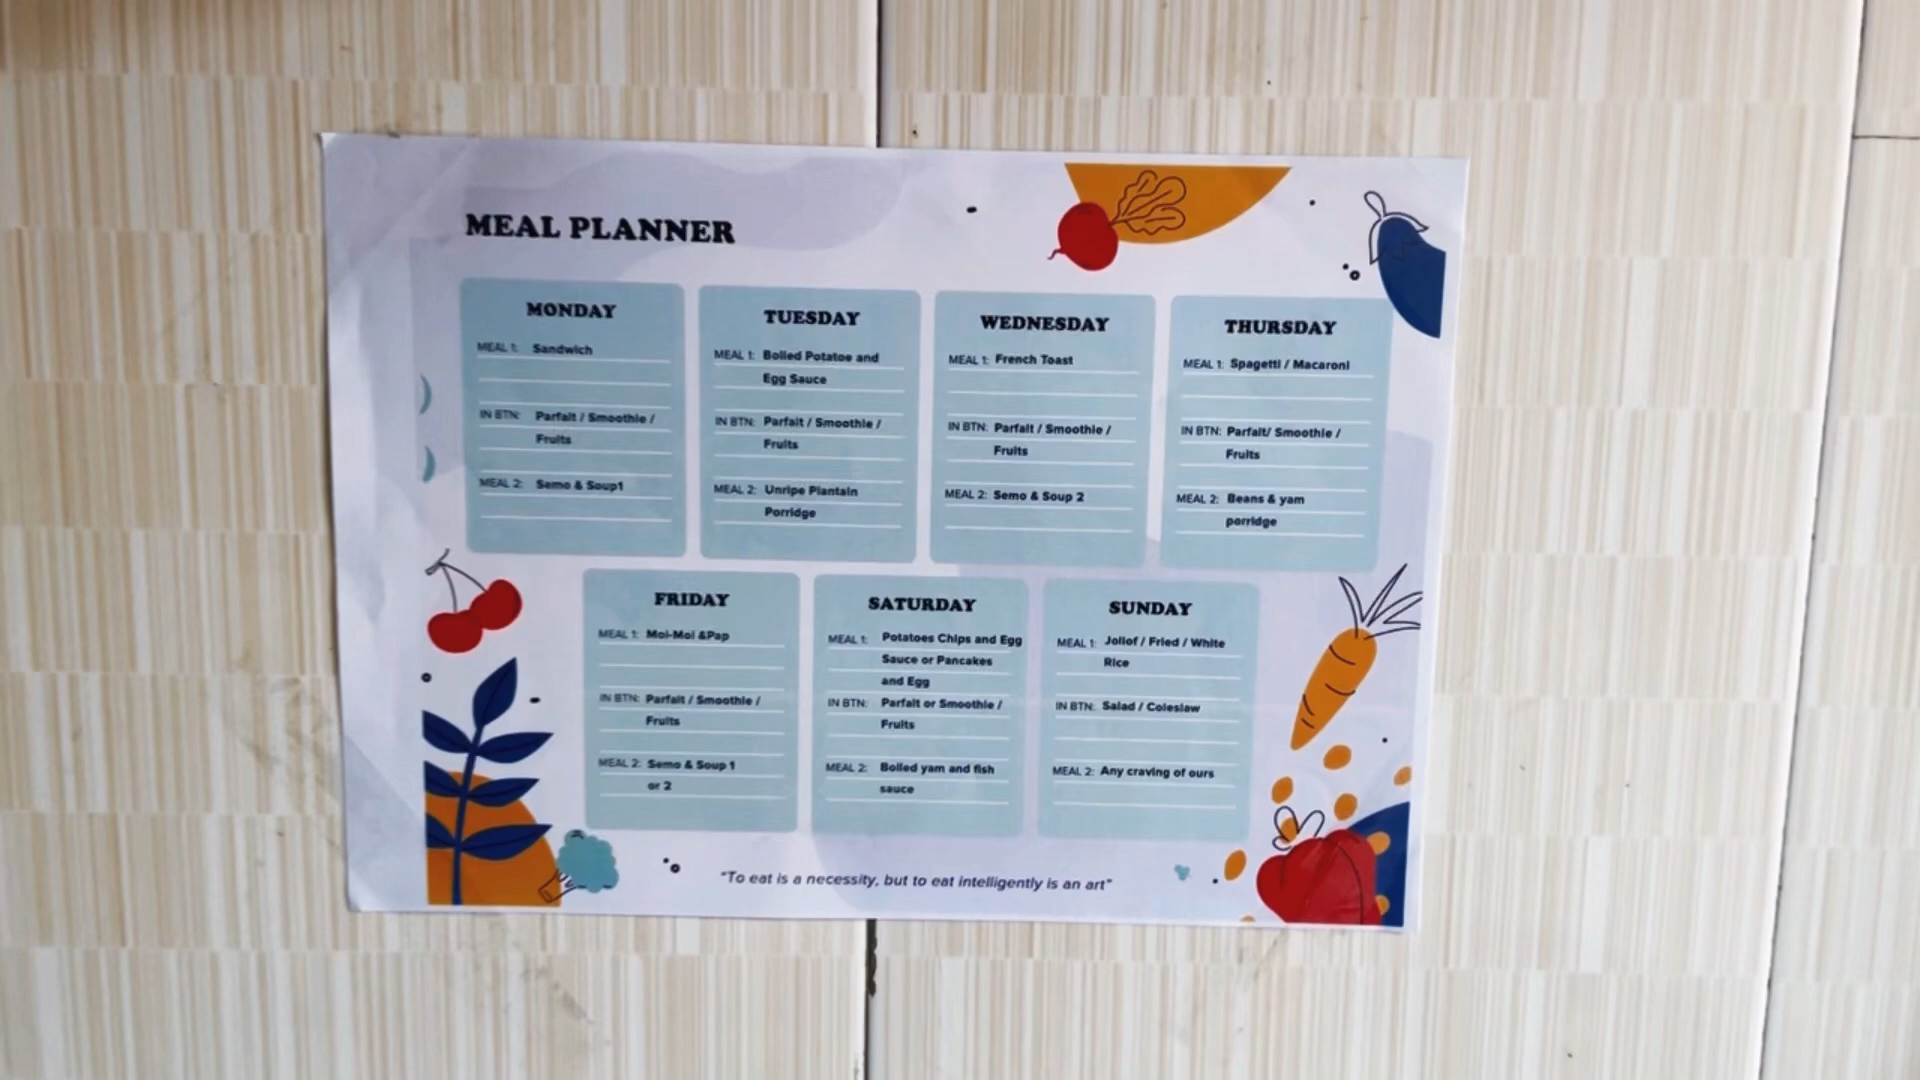 MEAL PLANNER
MONDAY
MEAL 1: Sandwich
IN BTN: Parfait / Smoothie /
Fruits
MEAL 2: Semo & Soup1
TUESDAY
MEAL 1: Boiled Potatoe and
Egg Sauce
IN BTN: Parfait / Smoothie /
Fruits
MEAL 2: Unripe Plantain
Porridge
WEDNESDAY
MEAL 1: French Toast
IN BTN: Parfait / Smoothie /
Fruits
MEAL 2: Semo & Soup 2
THURSDAY
MEAL 1: Spagetti / Macaroni
IN BTN: Parfait/ Smoothie /
Fruits
MEAL 2: Beans & yam
porridge
FRIDAY
MEAL 1: Moi-Moi &Pap
IN BTN: Parfait / Smoothie /
Fruits
MEAL 2: Semo & Soup 1
or 2
SATURDAY
MEAL 1: Potatoes Chips and Egg
Sauce or Pancakes
and Egg
IN BTN: Parfait or Smoothie /
Fruits
MEAL 2: Boiled yam and fish
sauce
SUNDAY
MEAL 1: Jollof / Fried / White
Rice
IN BTN: Salad / Coleslaw
MEAL 2: Any craving of ours
"To eat is a necessity, but to eat intelligently is an art"